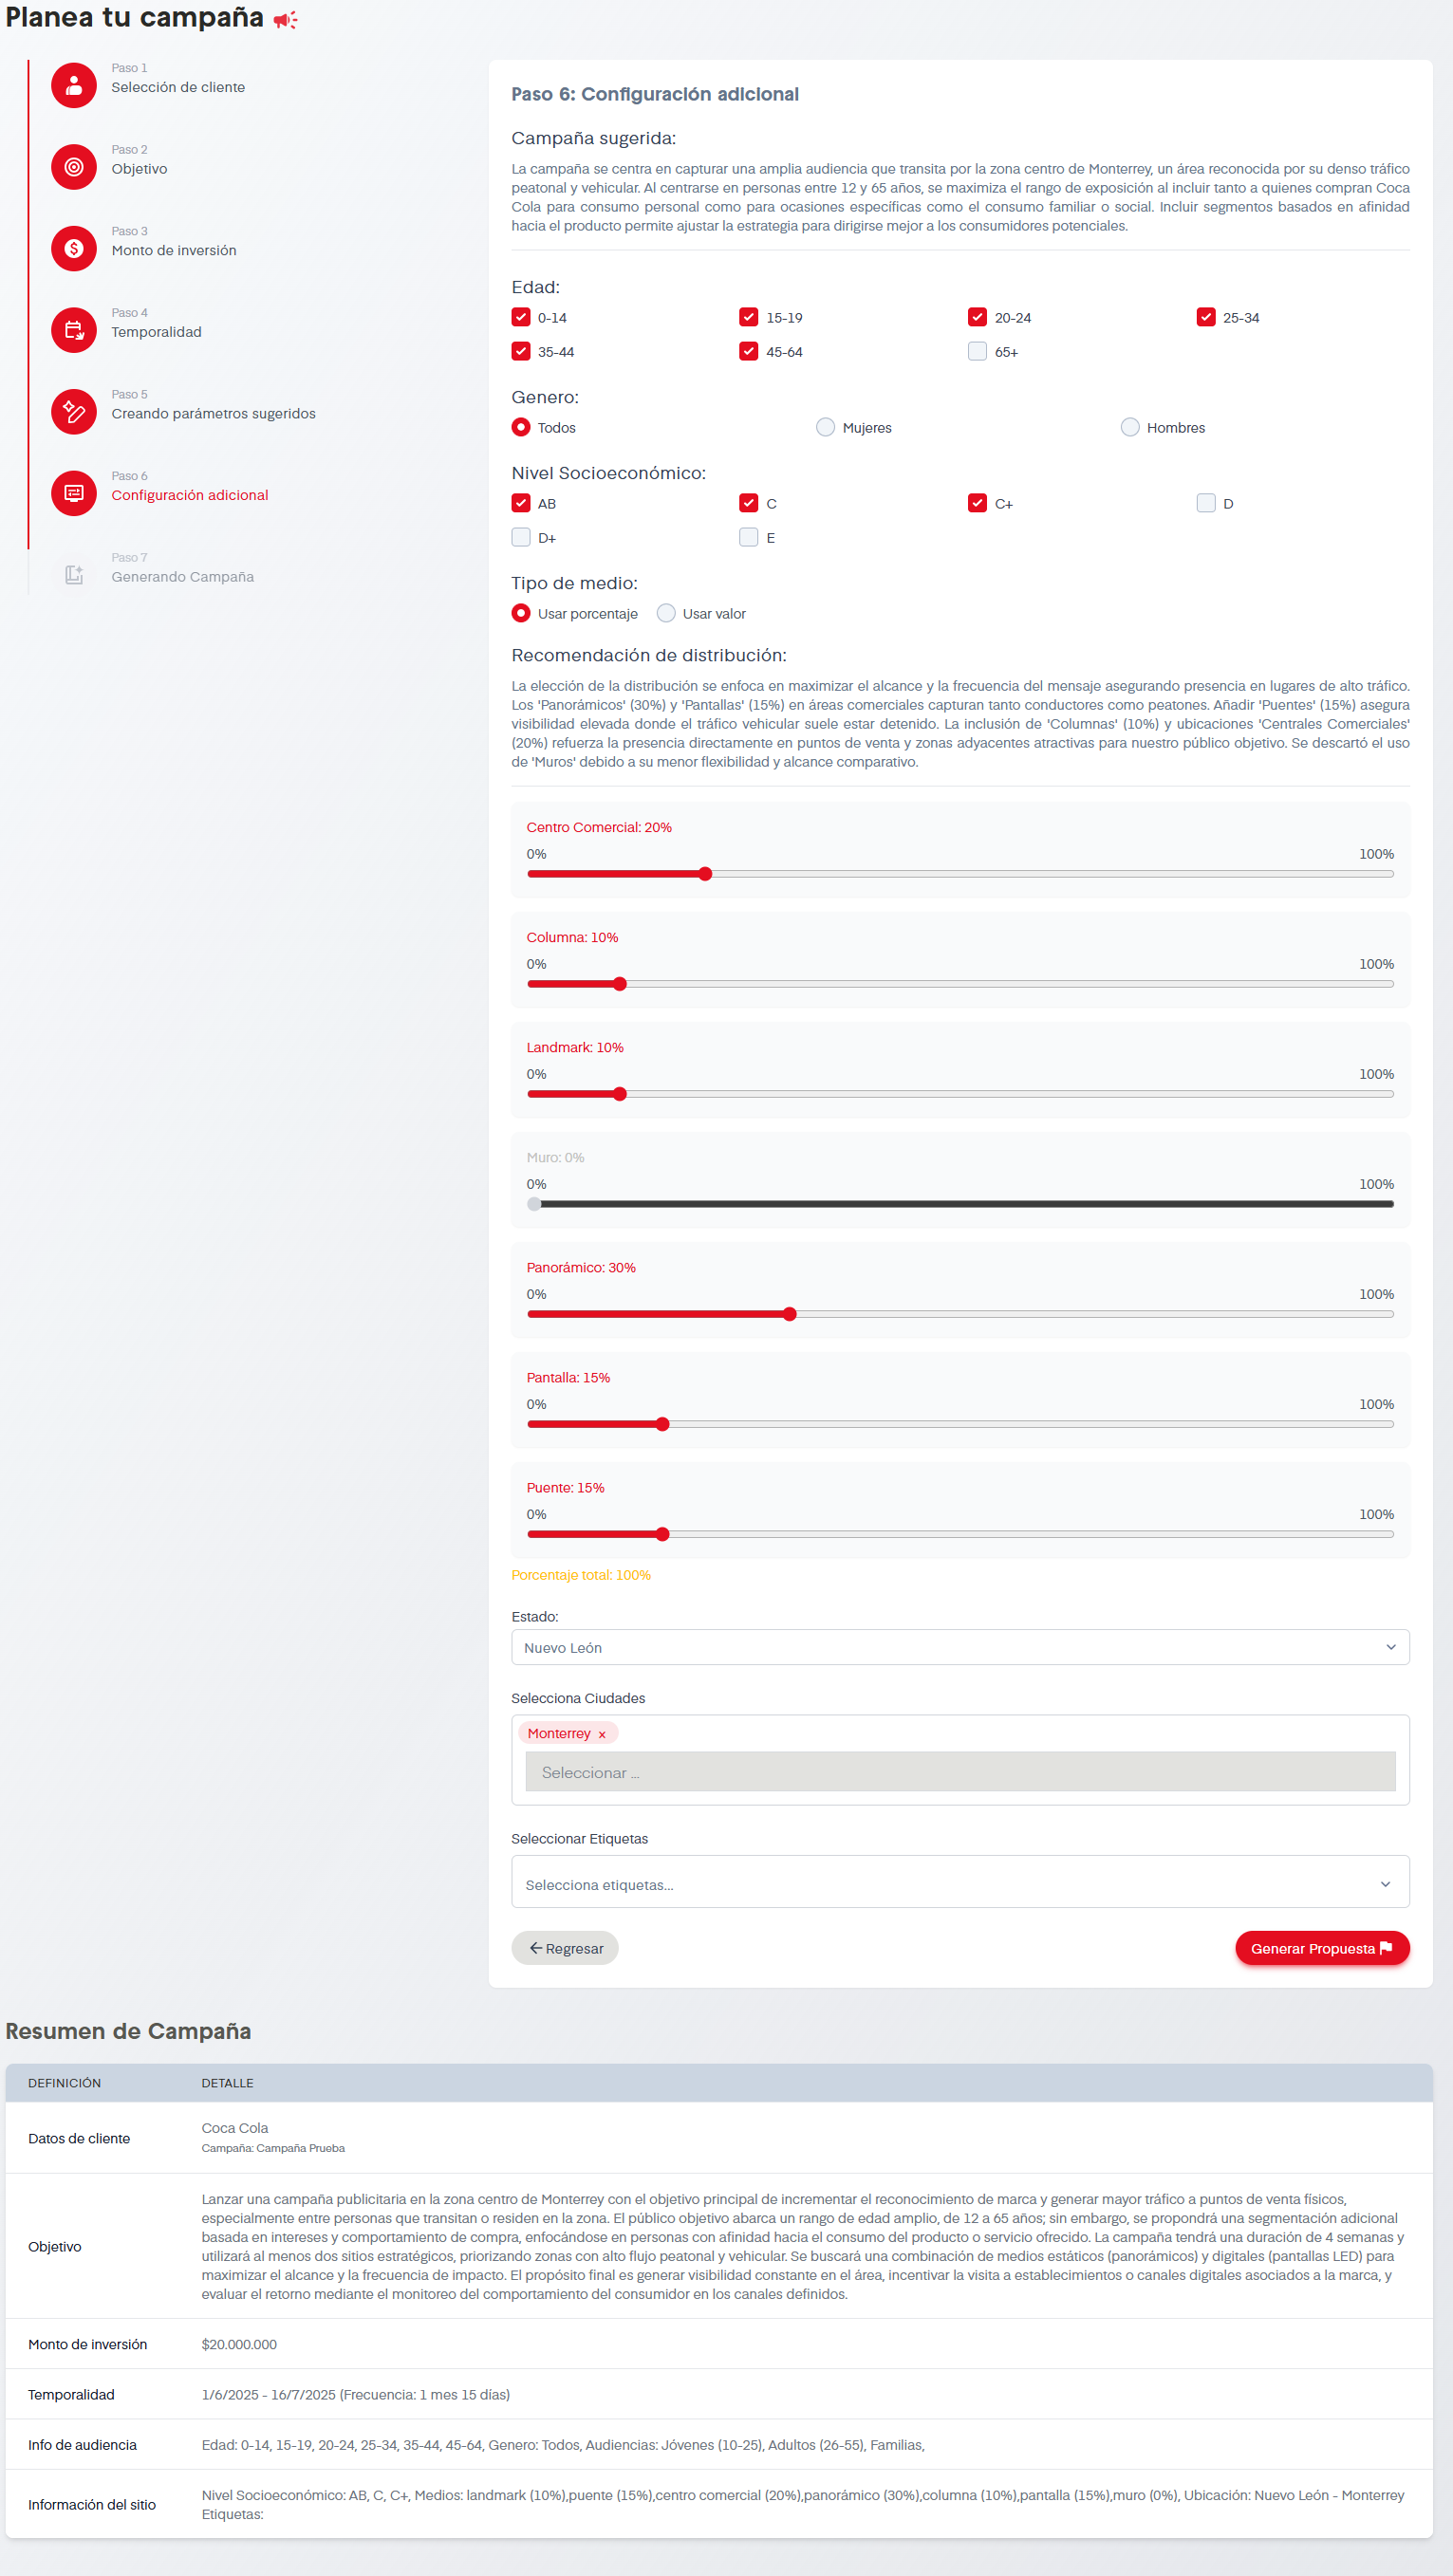 Planea tu campaña
Paso 1
Selección de cliente
Paso 2
Objetivo
Paso 3
Monto de inversión
Paso 4
Temporalidad
Paso 5
Creando parámetros sugeridos
Paso 6
Configuración adicional
Paso 7
Generando Campaña
Paso 6: Configuración adicional
Campaña sugerida:
La campaña se centra en capturar una amplia audiencia que transita por la zona centro de Monterrey, un área reconocida por su denso tráfico
peatonal y vehicular. Al centrarse en personas entre 12 y 65 años, se maximiza el rango de exposición al incluir tanto a quienes compran Coca
Cola para consumo personal como para ocasiones específicas como el consumo familiar o social. Incluir segmentos basados en afinidad
hacia el producto permite ajustar la estrategia para dirigirse mejor a los consumidores potenciales.
Edad:
0-14 15-19 20-24 25-34
35-44 45-64 65+
Genero:
Todos Mujeres Hombres
Nivel Socioeconómico:
AB C C+ D
D+ E
Tipo de medio:
Usar porcentaje Usar valor
Recomendación de distribución:
La elección de la distribución se enfoca en maximizar el alcance y la frecuencia del mensaje asegurando presencia en lugares de alto tráfico.
Los 'Panorámicos' (30%) y 'Pantallas' (15%) en áreas comerciales capturan tanto conductores como peatones. Añadir 'Puentes' (15%) asegura
visibilidad elevada donde el tráfico vehicular suele estar detenido. La inclusión de 'Columnas' (10%) y ubicaciones 'Centrales Comerciales'
(20%) refuerza la presencia directamente en puntos de venta y zonas adyacentes atractivas para nuestro público objetivo. Se descartó el uso
de 'Muros' debido a su menor flexibilidad y alcance comparativo.
Centro Comercial: 20%
0% 100%
Columna: 10%
0% 100%
Landmark: 10%
0% 100%
Muro: 0%
0% 100%
Panorámico: 30%
0% 100%
Pantalla: 15%
0% 100%
Puente: 15%
0% 100%
Porcentaje total: 100%
Estado:
Nuevo León
Selecciona Ciudades
Monterrey ×
Seleccionar ...
Seleccionar Etiquetas
Selecciona etiquetas...
Regresar
Generar Propuesta
Resumen de Campaña
DEFINICIÓN DETALLE
Datos de cliente
Coca Cola
Campaña: Campaña Prueba
Objetivo
Lanzar una campaña publicitaria en la zona centro de Monterrey con el objetivo principal de incrementar el reconocimiento de marca y generar mayor tráfico a puntos de venta físicos,
especialmente entre personas que transitan o residen en la zona. El público objetivo abarca un rango de edad amplio, de 12 a 65 años; sin embargo, se propondrá una segmentación adicional
basada en intereses y comportamiento de compra, enfocándose en personas con afinidad hacia el consumo del producto o servicio ofrecido. La campaña tendrá una duración de 4 semanas y
utilizará al menos dos sitios estratégicos, priorizando zonas con alto flujo peatonal y vehicular. Se buscará una combinación de medios estáticos (panorámicos) y digitales (pantallas LED) para
maximizar el alcance y la frecuencia de impacto. El propósito final es generar visibilidad constante en el área, incentivar la visita a establecimientos o canales digitales asociados a la marca, y
evaluar el retorno mediante el monitoreo del comportamiento del consumidor en los canales definidos.
Monto de inversión $20.000.000
Temporalidad 1/6/2025 - 16/7/2025 (Frecuencia: 1 mes 15 días)
Info de audiencia Edad: 0-14, 15-19, 20-24, 25-34, 35-44, 45-64, Genero: Todos, Audiencias: Jóvenes (10-25), Adultos (26-55), Familias,
Información del sitio
Nivel Socioeconómico: AB, C, C+, Medios: landmark (10%),puente (15%),centro comercial (20%),panorámico (30%),columna (10%),pantalla (15%),muro (0%), Ubicación: Nuevo León - Monterrey
Etiquetas: